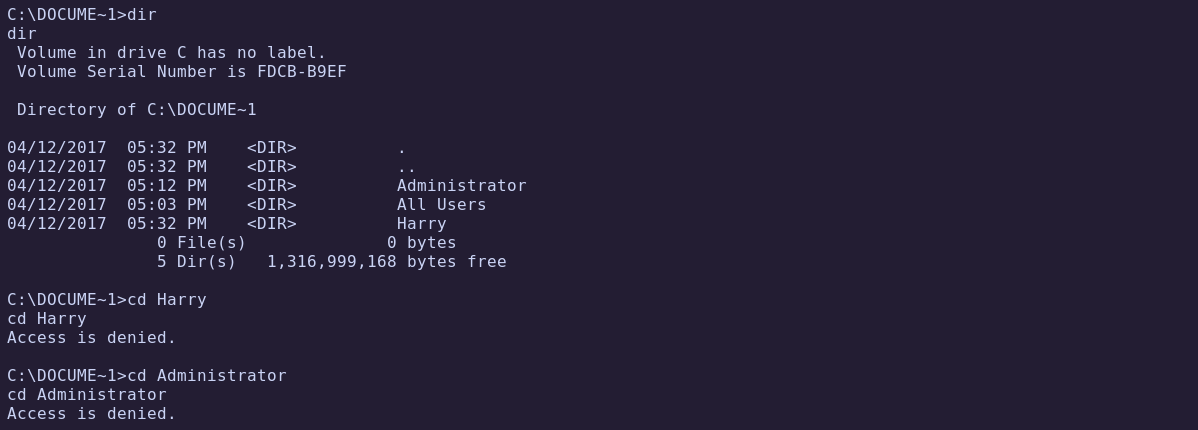 C:\DOCUME~1>dir
dir
 Volume in drive C has no label.
 Volume Serial Number is FDCB-B9EF

 Directory of C:\DOCUME~1

04/12/2017  05:32 PM    <DIR>          .
04/12/2017  05:32 PM    <DIR>          ..
04/12/2017  05:12 PM    <DIR>          Administrator
04/12/2017  05:03 PM    <DIR>          All Users
04/12/2017  05:32 PM    <DIR>          Harry
               0 File(s)              0 bytes
               5 Dir(s)   1,316,999,168 bytes free

C:\DOCUME~1>cd Harry
cd Harry
Access is denied.

C:\DOCUME~1>cd Administrator
cd Administrator
Access is denied.